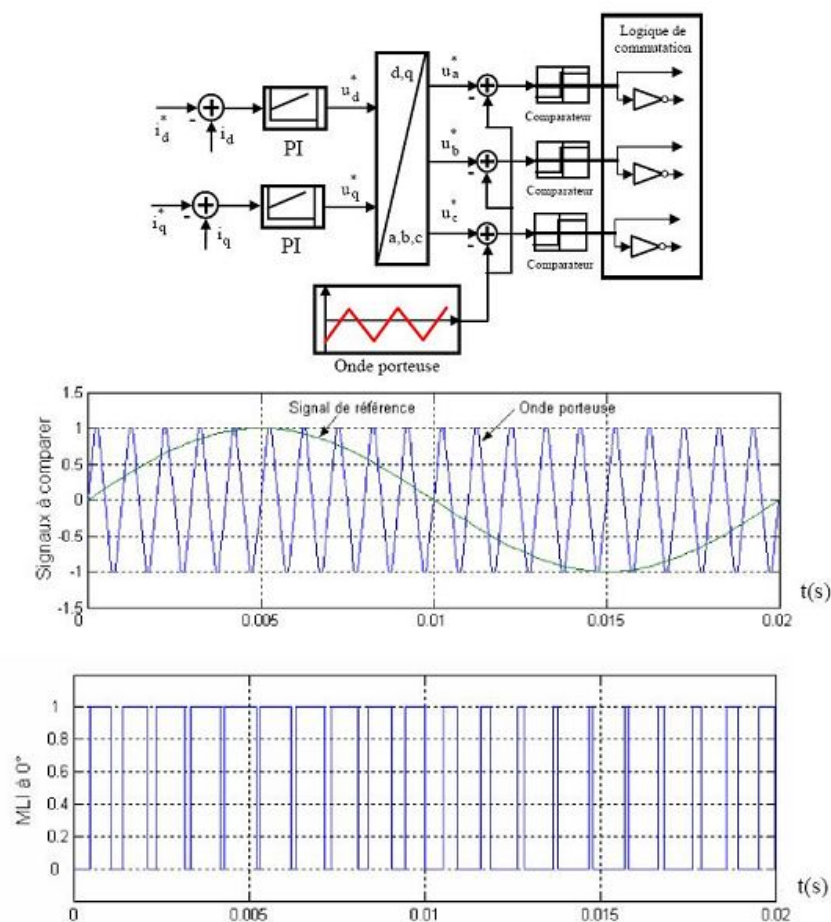 Logique de
commutation
d,q
u*a
u*d
i*d
id
PI
Comparateur
u*b
u*q
i*q
iq
PI
Comparateur
u*c
a,b,c
Comparateur
Onde porteuse
Signaux à comparer
1.5
1
0.5
0
-0.5
-1
-1.5
Signal de référence
Onde porteuse
0
0.005
0.01
0.015
0.02
t(s)
MLI à 0°
1
0.8
0.6
0.4
0.2
0
0
0.005
0.01
0.015
0.02
t(s)